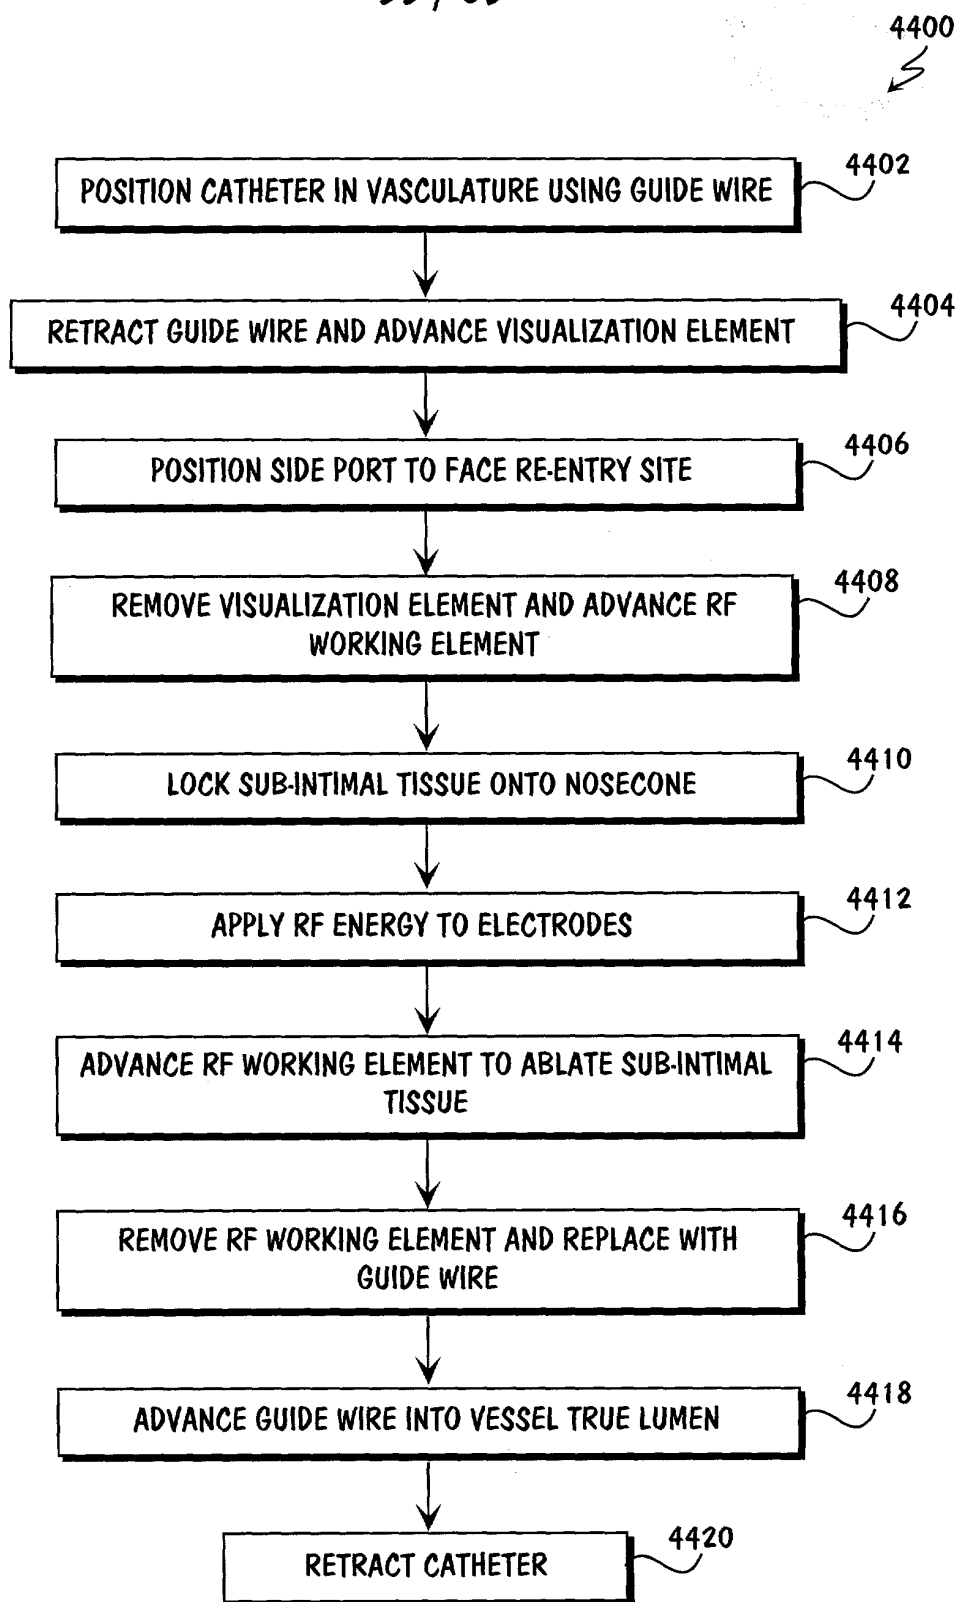 4400
POSITION CATHETER IN VASCULATURE USING GUIDE WIRE
4402
RETRACT GUIDE WIRE AND ADVANCE VISUALIZATION ELEMENT
4404
POSITION SIDE PORT TO FACE RE-ENTRY SITE
4406
REMOVE VISUALIZATION ELEMENT AND ADVANCE RF
WORKING ELEMENT
4408
LOCK SUB-INTIMAL TISSUE ONTO NOSECONE
4410
APPLY RF ENERGY TO ELECTRODES
4412
ADVANCE RF WORKING ELEMENT TO ABLATE SUB-INTIMAL
TISSUE
4414
REMOVE RF WORKING ELEMENT AND REPLACE WITH
GUIDE WIRE
4416
ADVANCE GUIDE WIRE INTO VESSEL TRUE LUMEN
4418
RETRACT CATHETER
4420